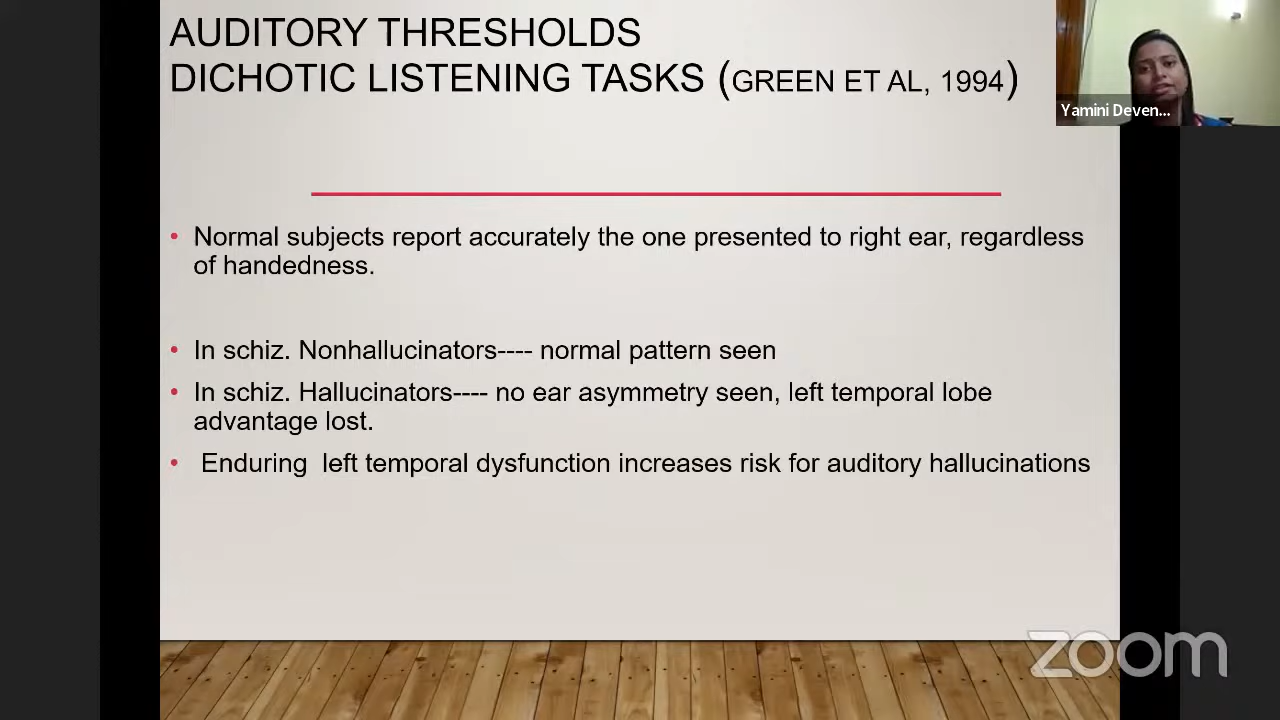 AUDITORY THRESHOLDS
DICHOTIC LISTENING TASKS (GREEN ET AL, 1994)
Yamini Deven...
• Normal subjects report accurately the one presented to right ear, regardless
of handedness.
• In schiz. Nonhallucinators---- normal pattern seen
• In schiz. Hallucinators---- no ear asymmetry seen, left temporal lobe
advantage lost.
• Enduring left temporal dysfunction increases risk for auditory hallucinations
zoom